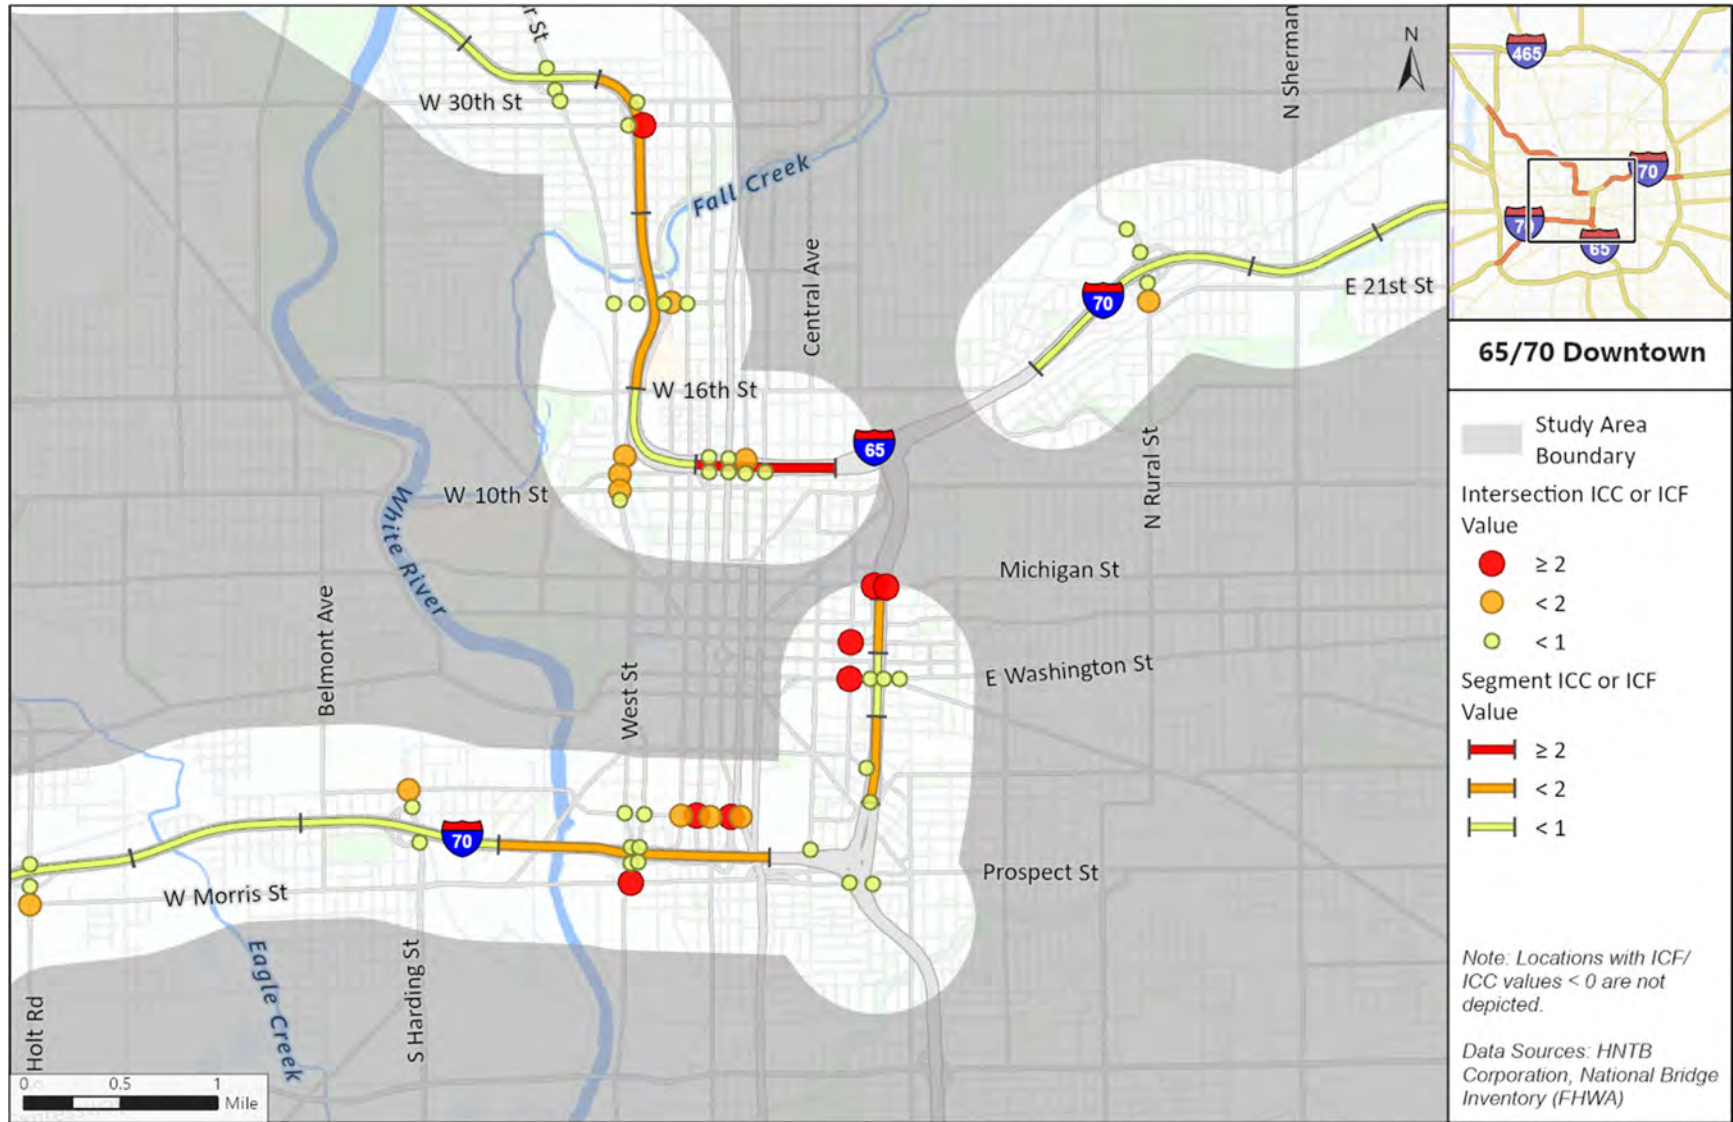 r St
W 30th St
Fall Creek
N Sherman
Central Ave
70
E 21st St
W 16th St
65
W 10th St
White River
N Rural St
Michigan St
Belmont Ave
West St
E Washington St
70
Prospect St
W Morris St
Eagle Creek
S Harding St
Holt Rd
0 0.5 1
Mile
N
465
70
70
65
65/70 Downtown
Study Area
Boundary
Intersection ICC or ICF
Value
≥ 2
< 2
< 1
Segment ICC or ICF
Value
≥ 2
< 2
< 1
Note: Locations with ICF/
ICC values < 0 are not
depicted.
Data Sources: HNTB
Corporation, National Bridge
Inventory (FHWA)